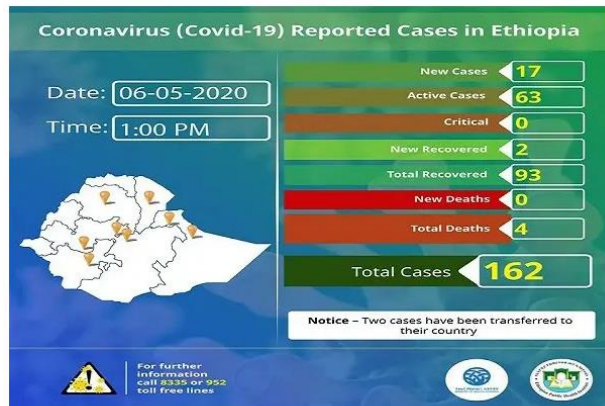 Coronavirus (Covid-19) Reported Cases in Ethiopia
Date: 06-05-2020
Time: 1:00 PM
New Cases 17
Active Cases 63
Critical 0
New Recovered 2
Total Recovered 93
New Deaths 0
Total Deaths 4
Total Cases 162
Notice – Two cases have been transferred to
their country
For further
information
call 8335 or 952
toll free lines